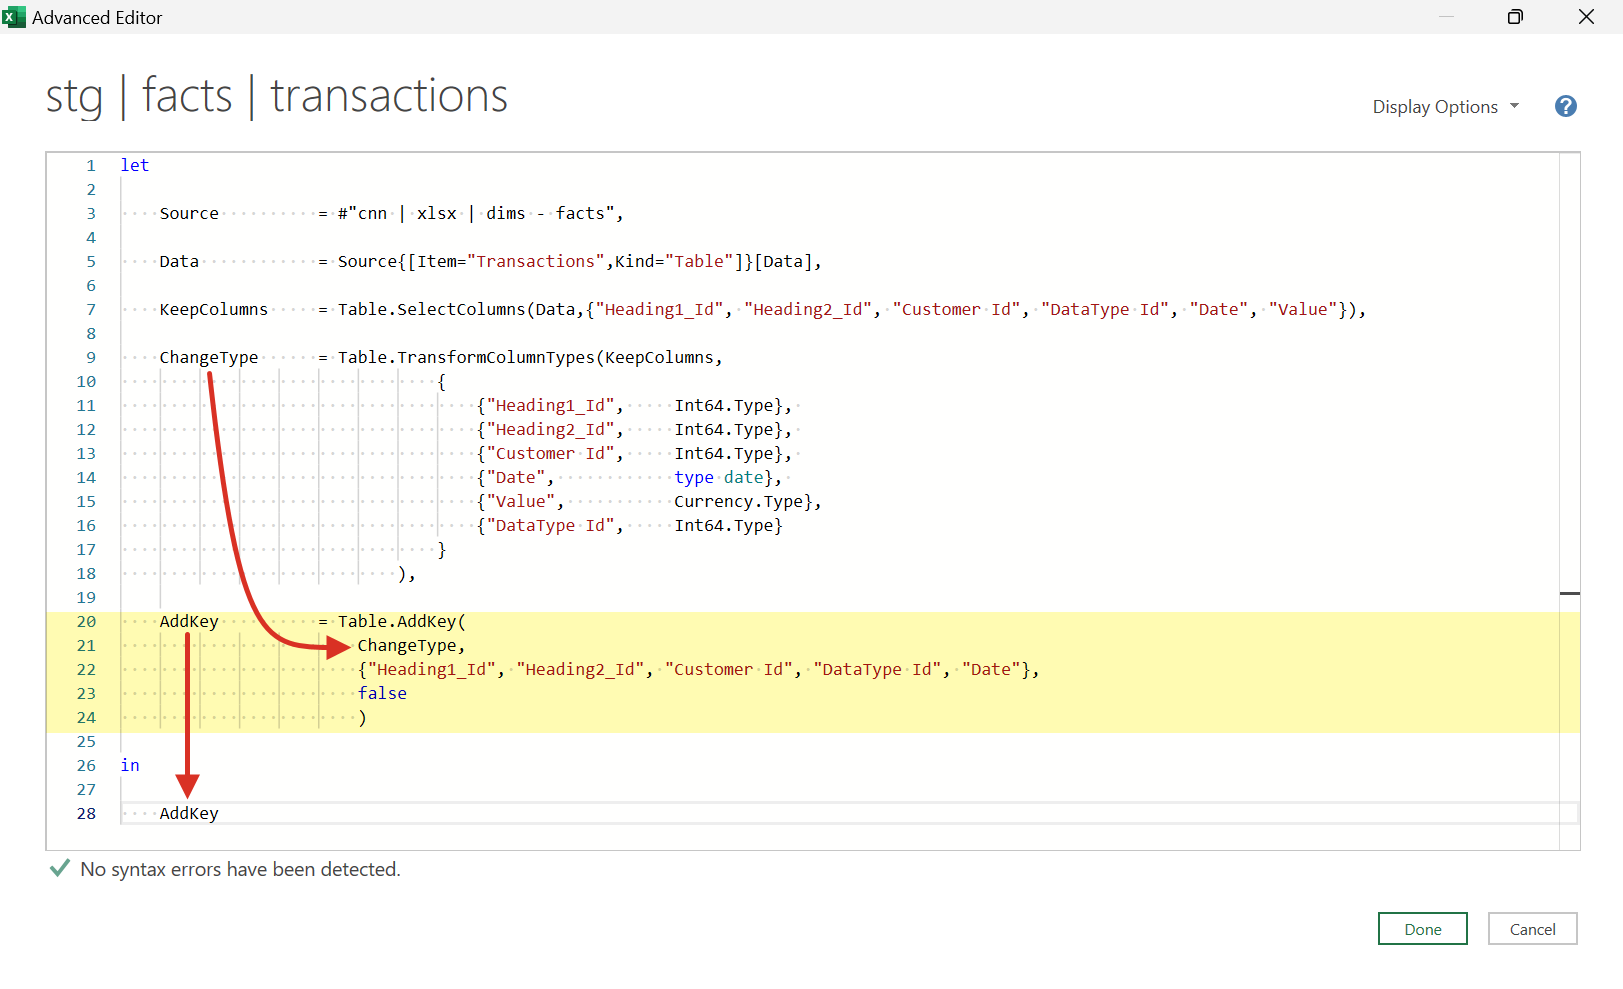 Advanced Editor
stg | facts | transactions
Display Options
?
1 let
2
3 Source = #"cnn | xlsx | dims - facts",
4
5 Data = Source{[Item="Transactions",Kind="Table"]}[Data],
6
7 KeepColumns = Table.SelectColumns(Data,{"Heading1_Id", "Heading2_Id", "Customer Id", "DataType Id", "Date", "Value"}),
8
9 ChangeType = Table.TransformColumnTypes(KeepColumns,
10 {
11 {"Heading1_Id", Int64.Type},
12 {"Heading2_Id", Int64.Type},
13 {"Customer Id", Int64.Type},
14 {"Date", type date},
15 {"Value", Currency.Type},
16 {"DataType Id", Int64.Type}
17 }
18 ),
19
20 AddKey = Table.AddKey(
21 ChangeType,
22 {"Heading1_Id", "Heading2_Id", "Customer Id", "DataType Id", "Date"},
23 false
24 )
25
26 in
27
28 AddKey
No syntax errors have been detected.
Done
Cancel